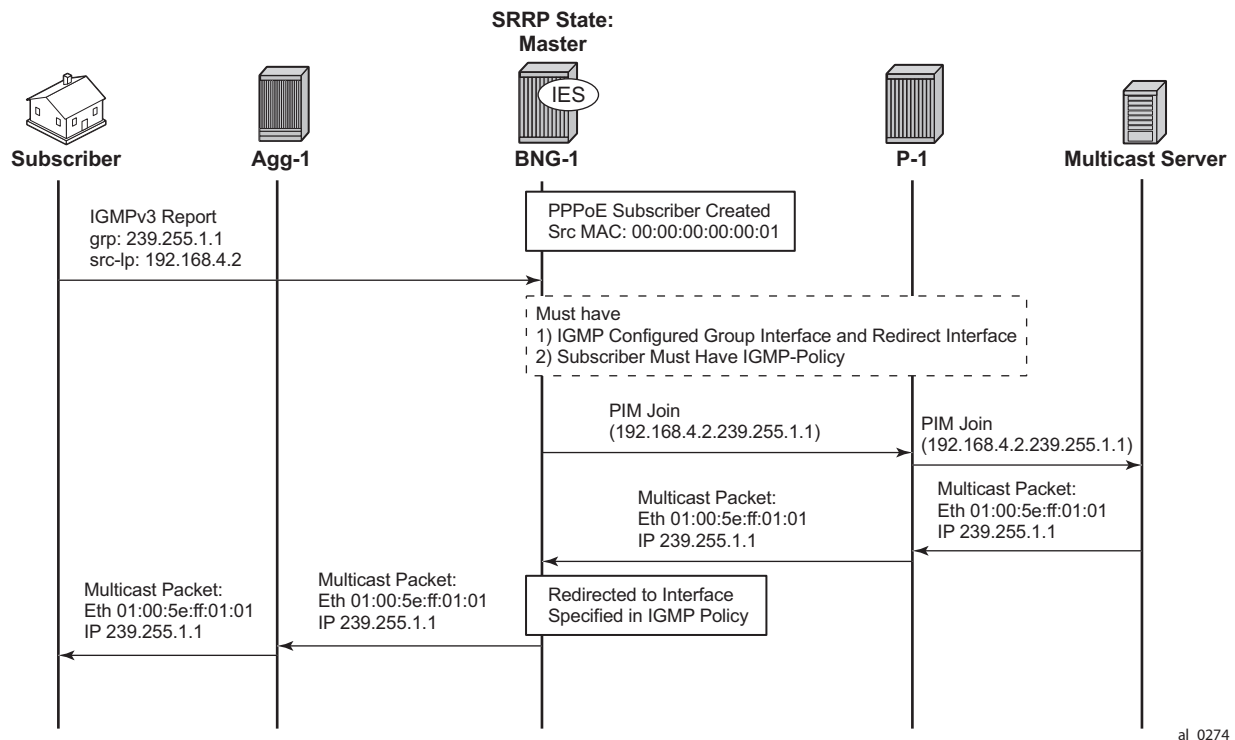 SRRP State:
Master
IES
Subscriber
Agg-1
BNG-1
P-1
Multicast Server
IGMPv3 Report
grp: 239.255.1.1
src-lp: 192.168.4.2
PPPoE Subscriber Created
Src MAC: 00:00:00:00:00:01
Must have
1) IGMP Configured Group Interface and Redirect Interface
2) Subscriber Must Have IGMP-Policy
PIM Join
(192.168.4.2.239.255.1.1)
PIM Join
(192.168.4.2.239.255.1.1)
Multicast Packet:
Eth 01:00:5e:ff:01:01
IP 239.255.1.1
Multicast Packet:
Eth 01:00:5e:ff:01:01
IP 239.255.1.1
Redirected to Interface
Specified in IGMP Policy
Multicast Packet:
Eth 01:00:5e:ff:01:01
IP 239.255.1.1
Multicast Packet:
Eth 01:00:5e:ff:01:01
IP 239.255.1.1
al_0274